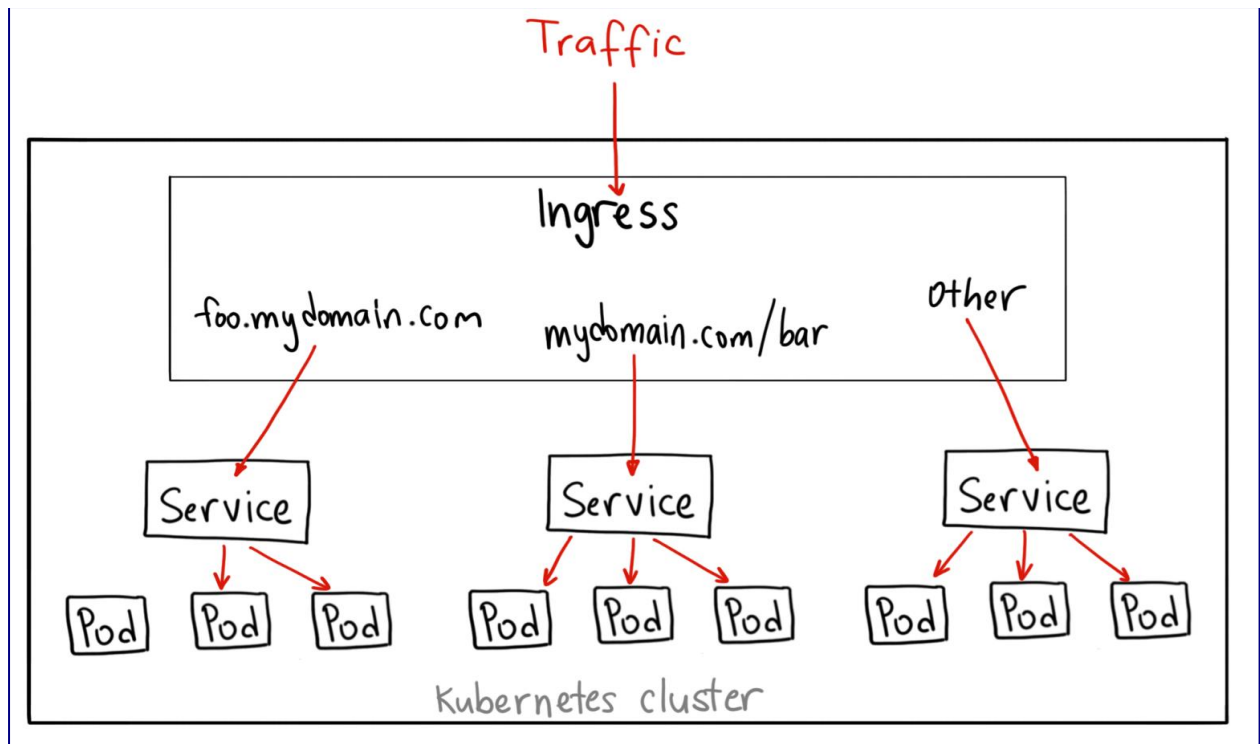 Traffic
Ingress
foo.mydomain.com
mydomain.com/bar
other
Service
Service
Service
Pod
Pod
Pod
Pod
Pod
Pod
Pod
Pod
Pod
Kubernetes cluster